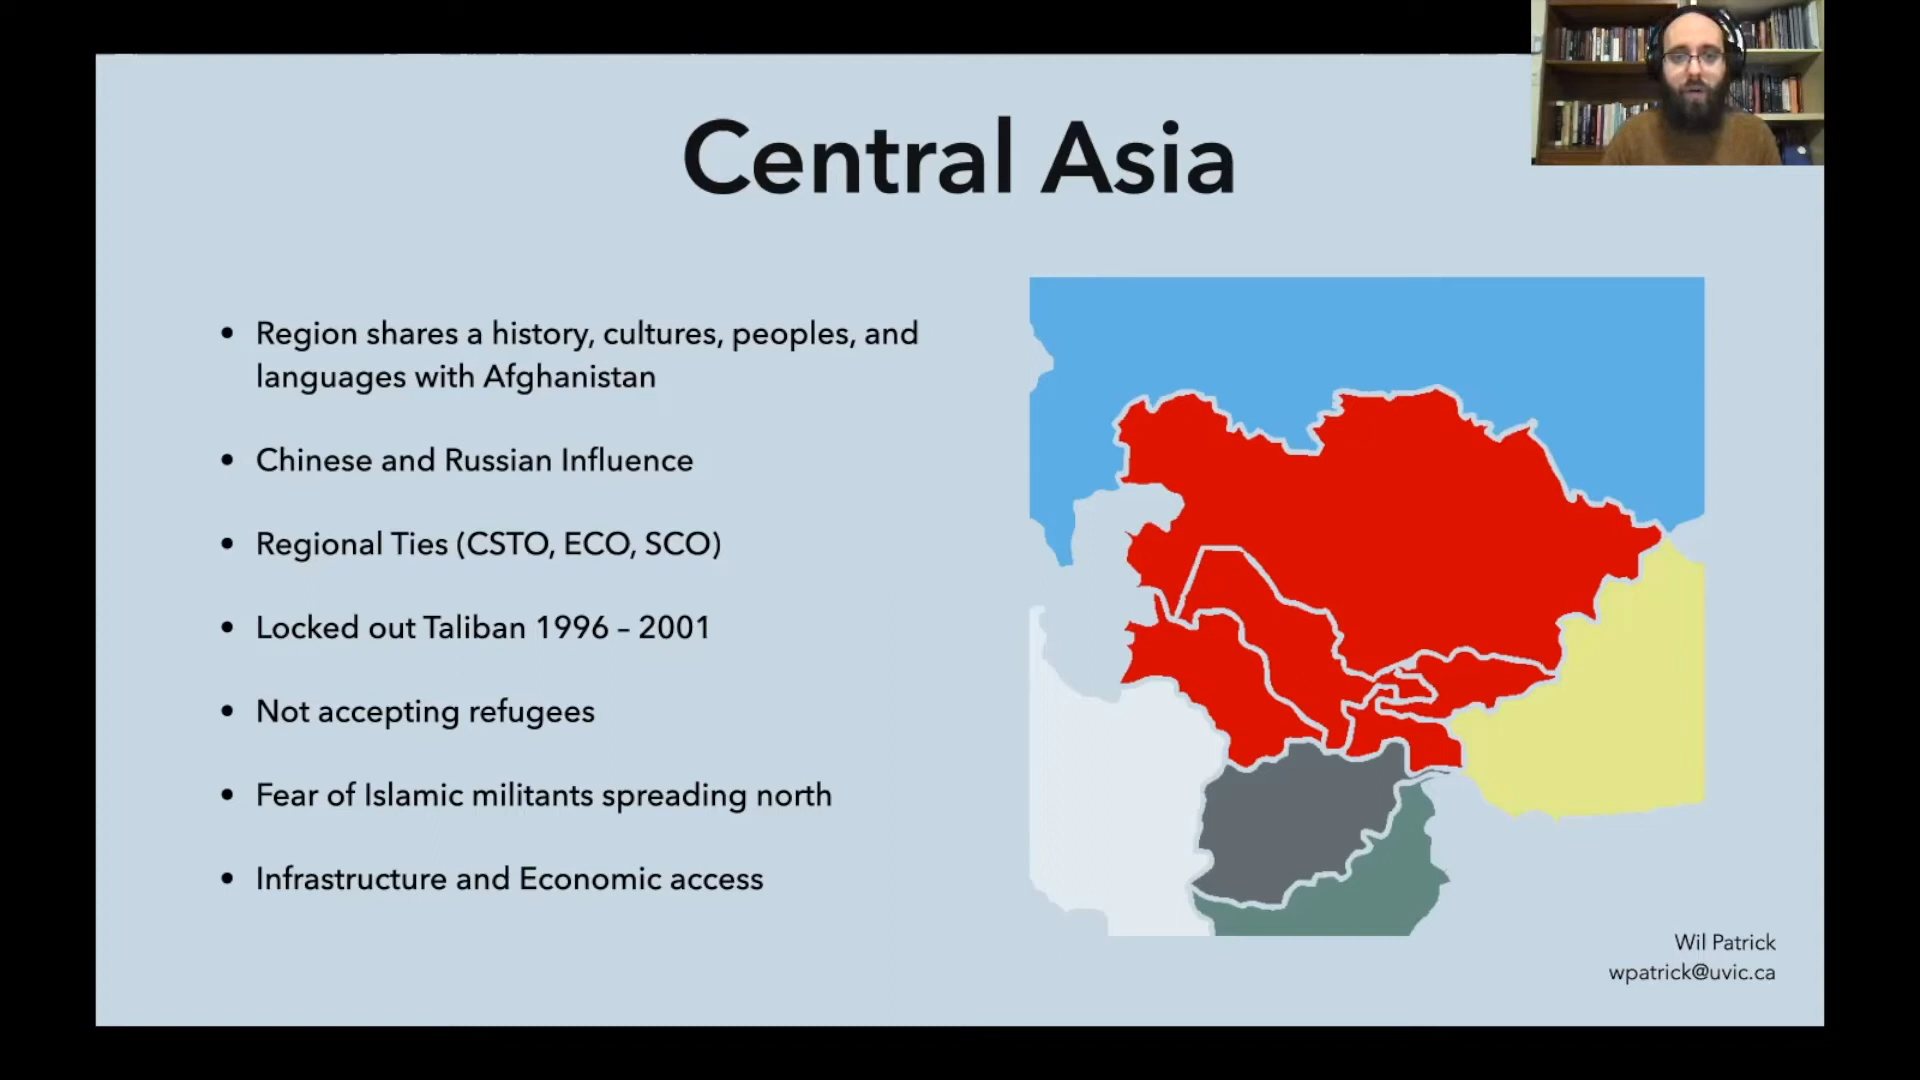 Central Asia
• Region shares a history, cultures, peoples, and
languages with Afghanistan
• Chinese and Russian Influence
• Regional Ties (CSTO, ECO, SCO)
• Locked out Taliban 1996 – 2001
• Not accepting refugees
• Fear of Islamic militants spreading north
• Infrastructure and Economic access
Wil Patrick
wpatrick@uvic.ca